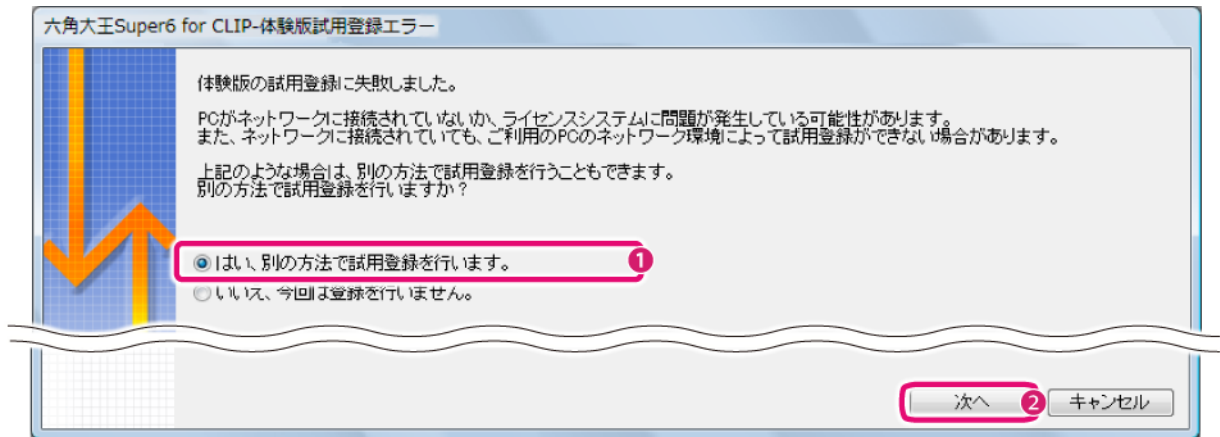 六角大王Super6 for CLIP-体験版試用登録エラー
体験版の試用登録に失敗しました。
PCがネットワークに接続されていないか、ライセンスシステムに問題が発生している可能性があります。
また、ネットワークに接続されていても、ご利用のPCのネットワーク環境によって試用登録ができない場合があります。
上記のような場合は、別の方法で試用登録を行うこともできます。
別の方法で試用登録を行いますか？
はい、別の方法で試用登録を行います。 1
いいえ、今回は登録を行いません。
次へ 2 キャンセル